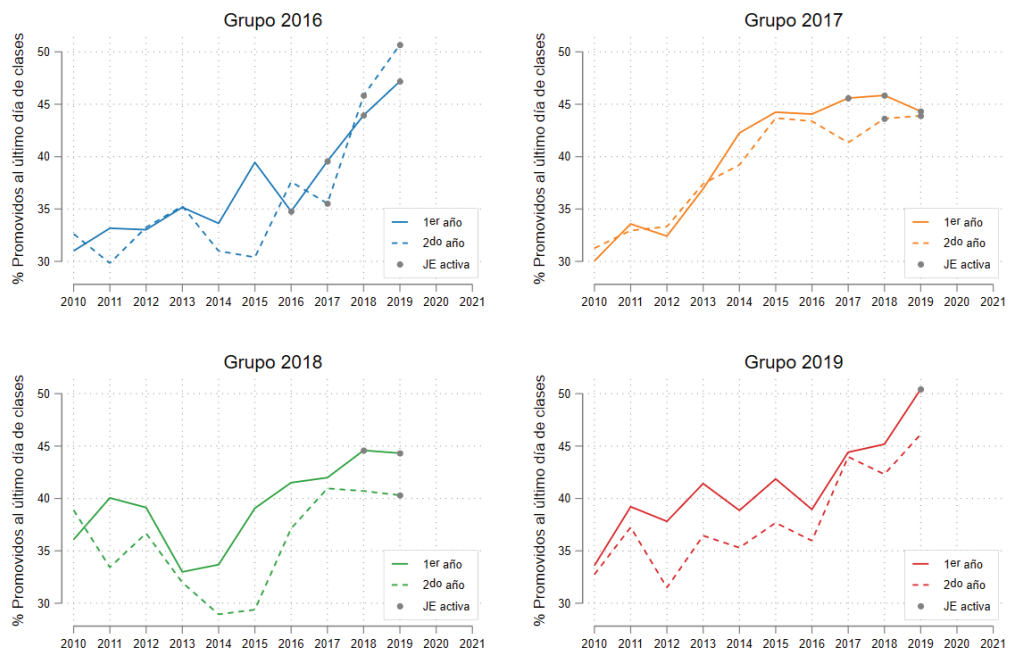 Grupo 2016
% Promovidos al último día de clases
50
45
40
35
30
1er año
2do año
JE activa
2010 2011 2012 2013 2014 2015 2016 2017 2018 2019 2020 2021
Grupo 2017
% Promovidos al último día de clases
50
45
40
35
30
1er año
2do año
JE activa
2010 2011 2012 2013 2014 2015 2016 2017 2018 2019 2020 2021
Grupo 2018
% Promovidos al último día de clases
50
45
40
35
30
1er año
2do año
JE activa
2010 2011 2012 2013 2014 2015 2016 2017 2018 2019 2020 2021
Grupo 2019
% Promovidos al último día de clases
50
45
40
35
30
1er año
2do año
JE activa
2010 2011 2012 2013 2014 2015 2016 2017 2018 2019 2020 2021